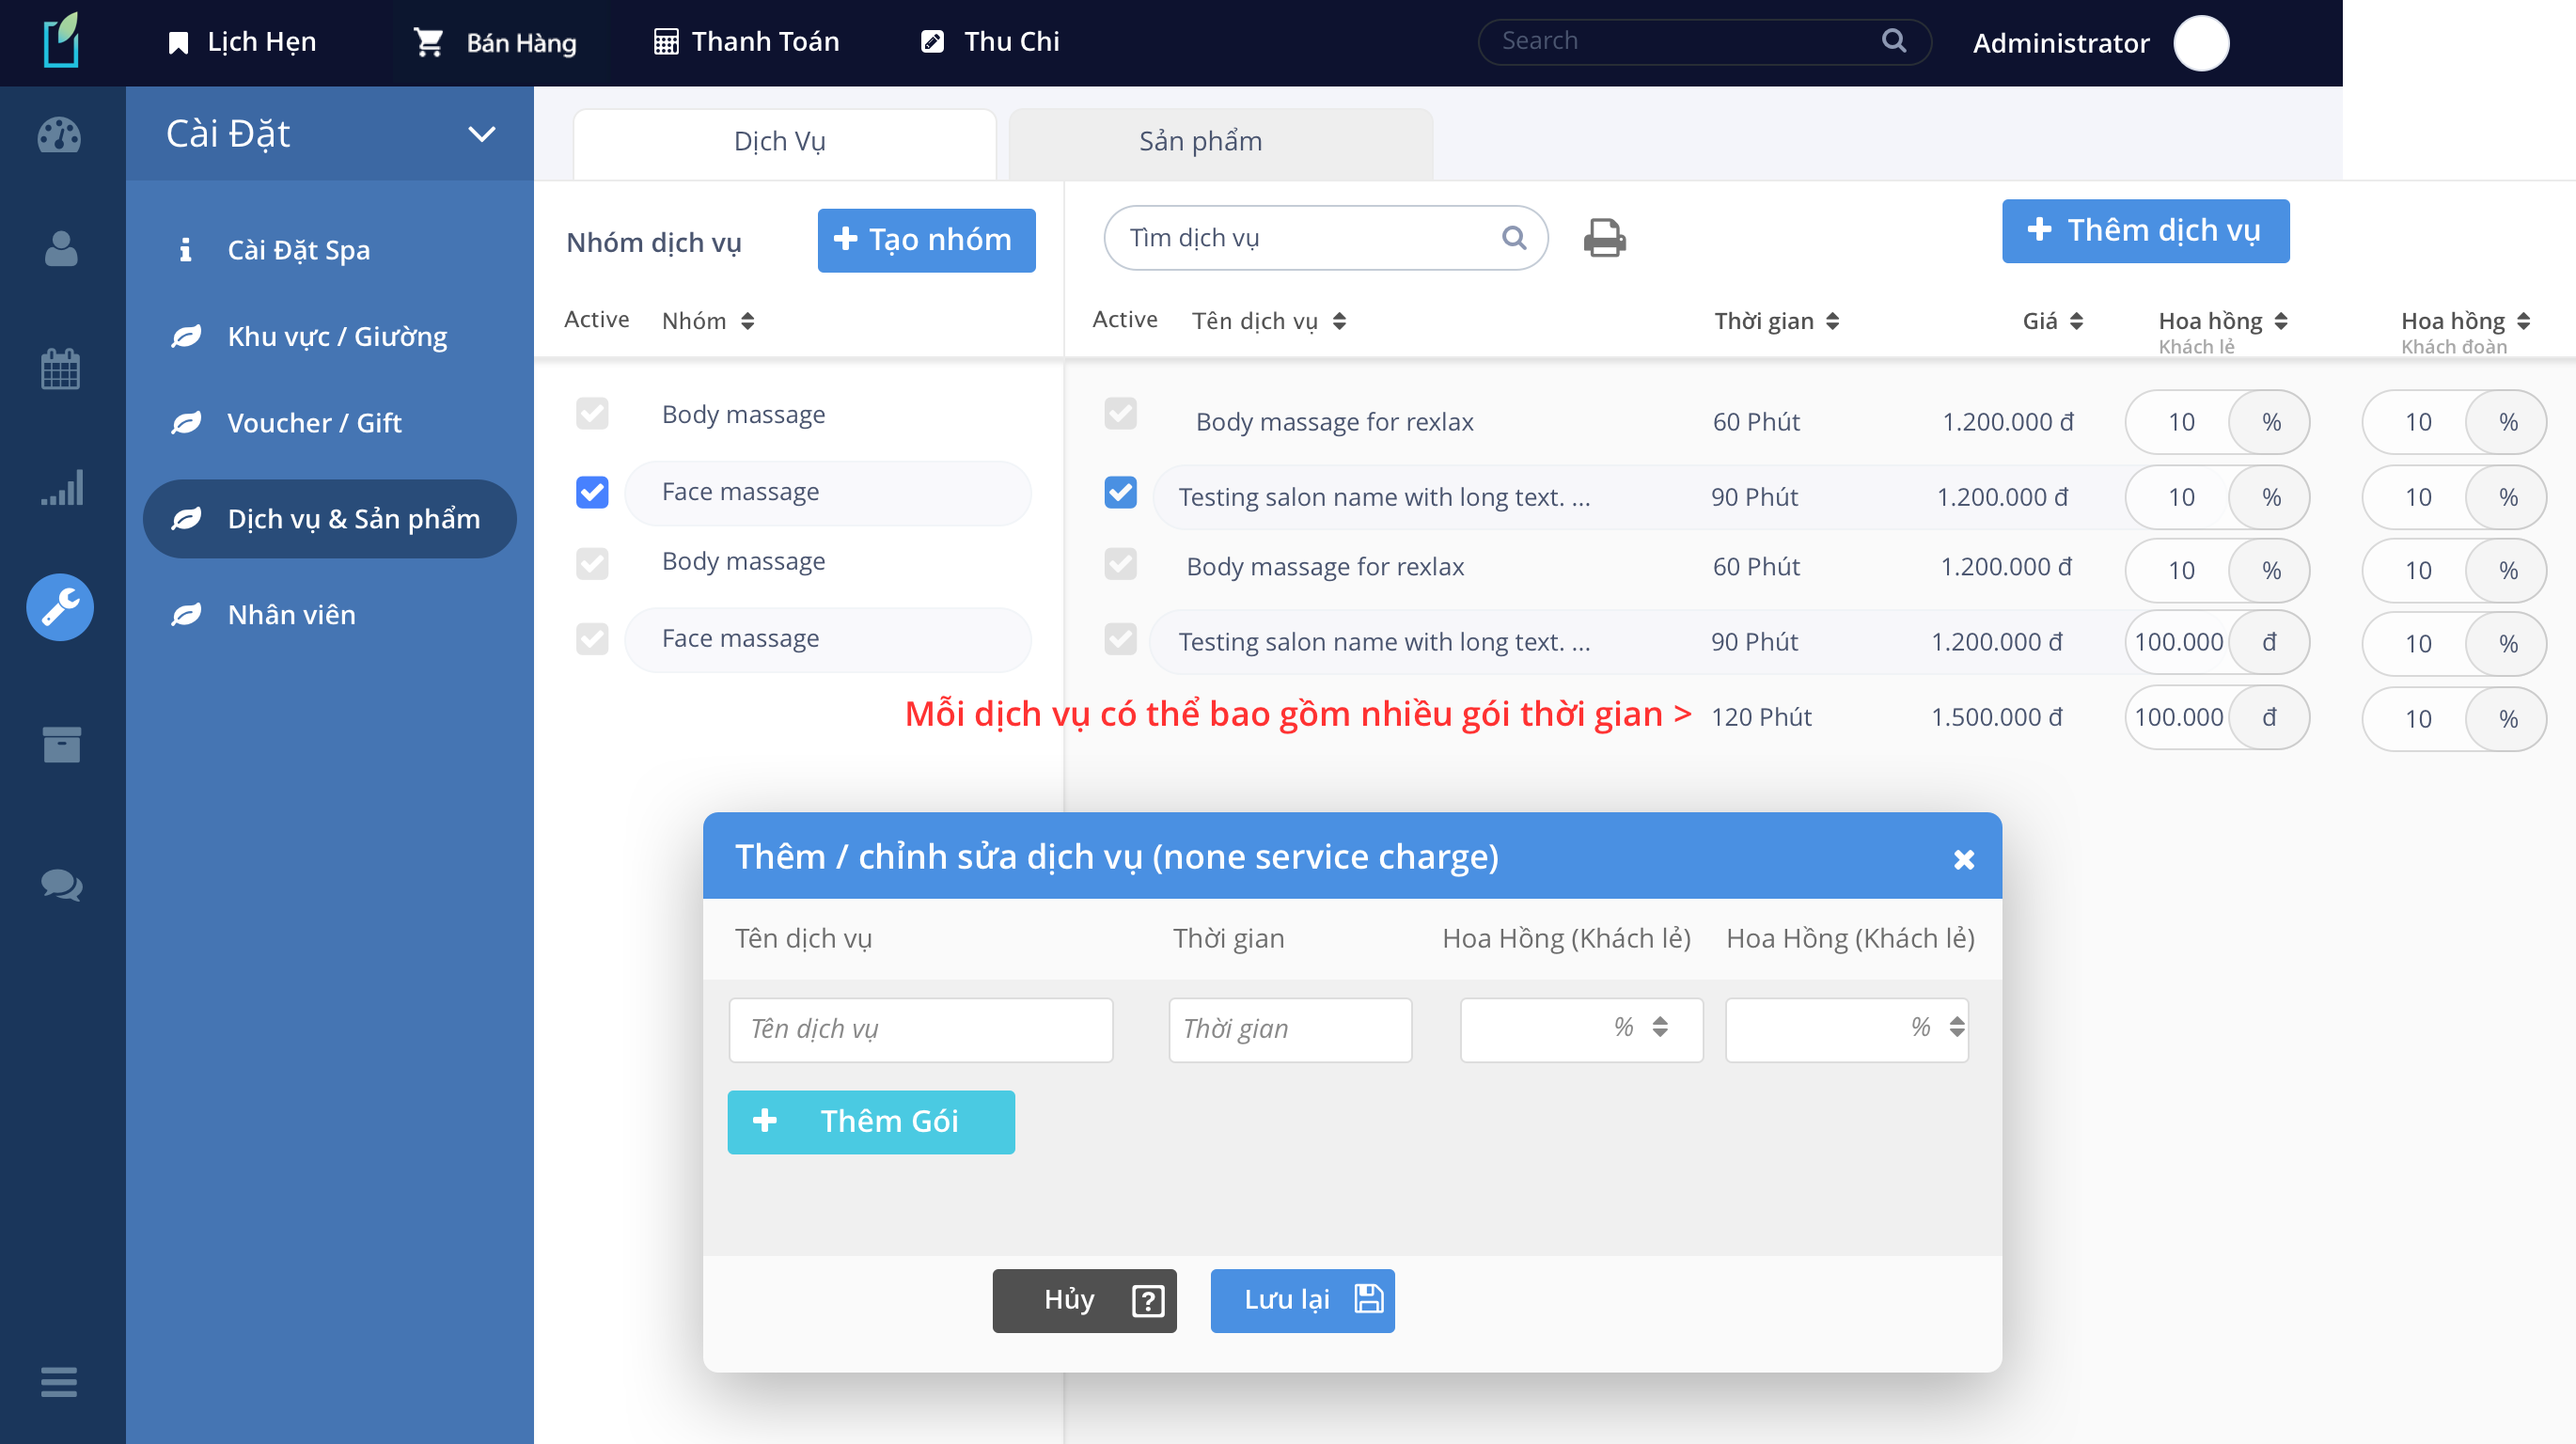 Lịch Hẹn Bán Hàng Thanh Toán Thu Chi Search Administrator
Cài Đặt
Cài Đặt Spa
Khu vực / Giường
Voucher / Gift
Dịch vụ & Sản phẩm
Nhân viên
Dịch Vụ Sản phẩm
Nhóm dịch vụ Tạo nhóm
Active Nhóm
Body massage
Face massage
Body massage
Face massage
Tìm dịch vụ Thêm dịch vụ
Active Tên dịch vụ Thời gian Giá Hoa hồng Hoa hồng
Khách lẻ Khách đoàn
Body massage for rexlax 60 Phút 1.200.000 đ 10 % 10 %
Testing salon name with long text. ... 90 Phút 1.200.000 đ 10 % 10 %
Body massage for rexlax 60 Phút 1.200.000 đ 10 % 10 %
Testing salon name with long text. ... 90 Phút 1.200.000 đ 100.000 đ 10 %
Mỗi dịch vụ có thể bao gồm nhiều gói thời gian > 120 Phút 1.500.000 đ 100.000 đ 10 %
Thêm / chỉnh sửa dịch vụ (none service charge)
Tên dịch vụ Thời gian Hoa Hồng (Khách lẻ) Hoa Hồng (Khách lẻ)
Tên dịch vụ Thời gian % %
Thêm Gói
Hủy Lưu lại